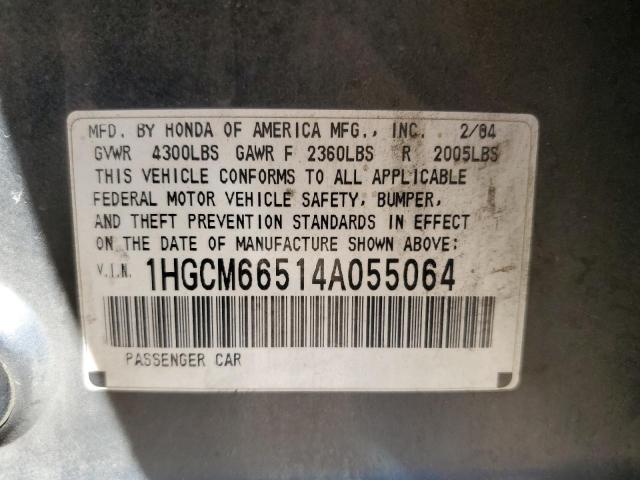 MFD. BY HONDA OF AMERICA MFG., INC. 2/04
GVWR 4300LBS GAWR F 2360LBS R 2005LBS
THIS VEHICLE CONFORMS TO ALL APPLICABLE
FEDERAL MOTOR VEHICLE SAFETY, BUMPER,
AND THEFT PREVENTION STANDARDS IN EFFECT
ON THE DATE OF MANUFACTURE SHOWN ABOVE:
V.I.N. 1HGCM66514A055064
PASSENGER CAR